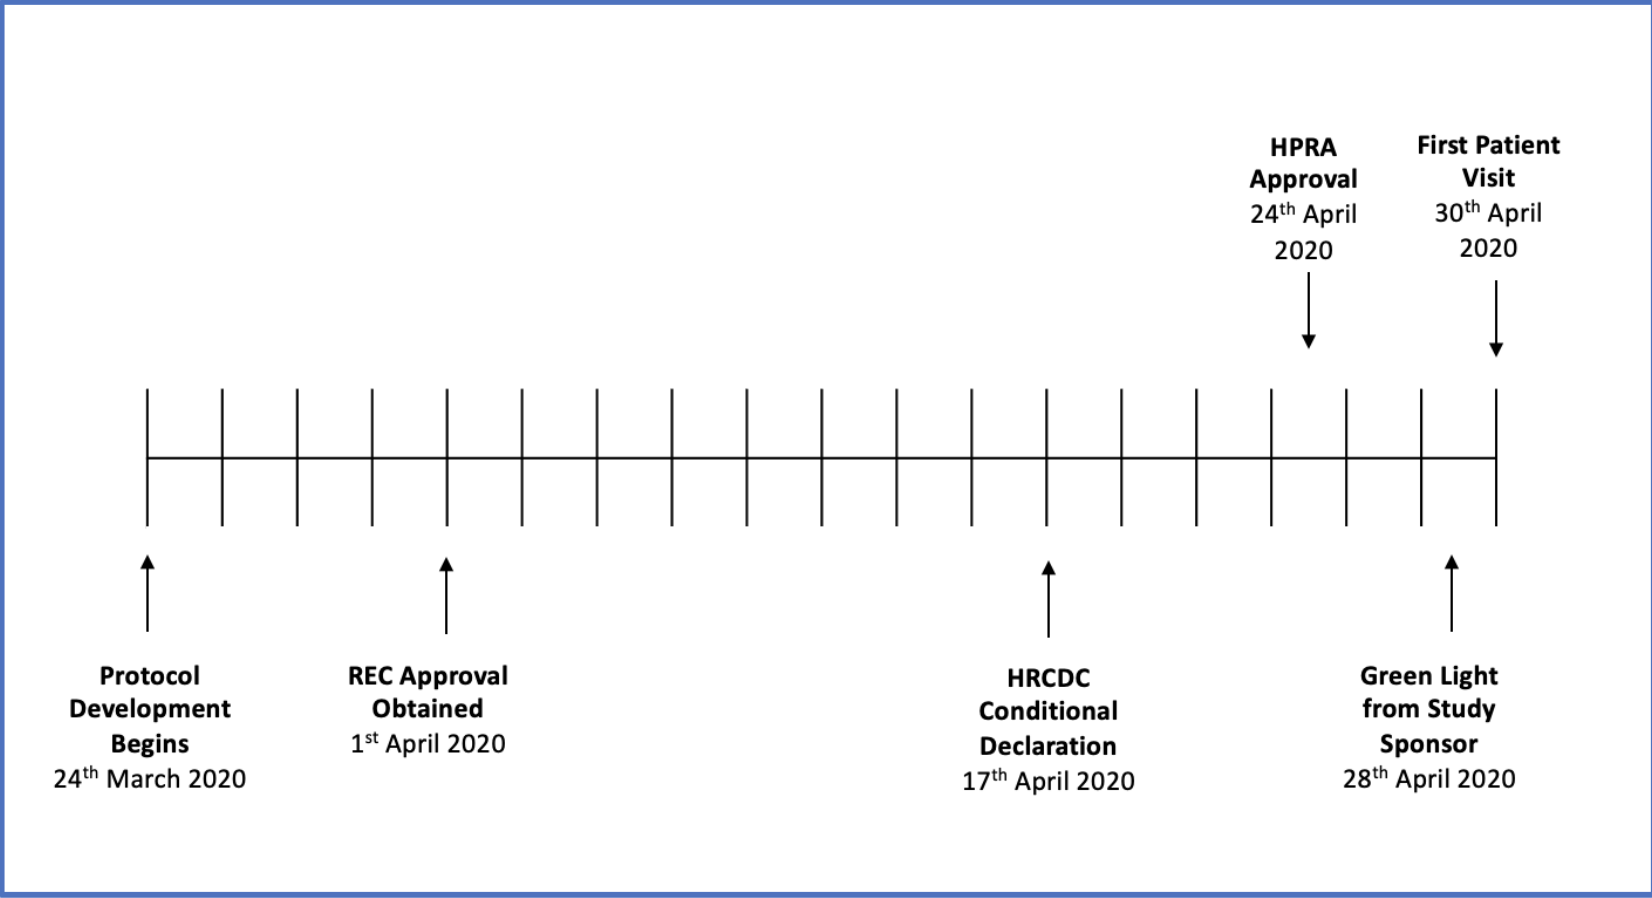 HPRA
Approval
24th April
2020
First Patient
Visit
30th April
2020
Protocol
Development
Begins
24th March 2020
REC Approval
Obtained
1st April 2020
HRCDC
Conditional
Declaration
17th April 2020
Green Light
from Study
Sponsor
28th April 2020